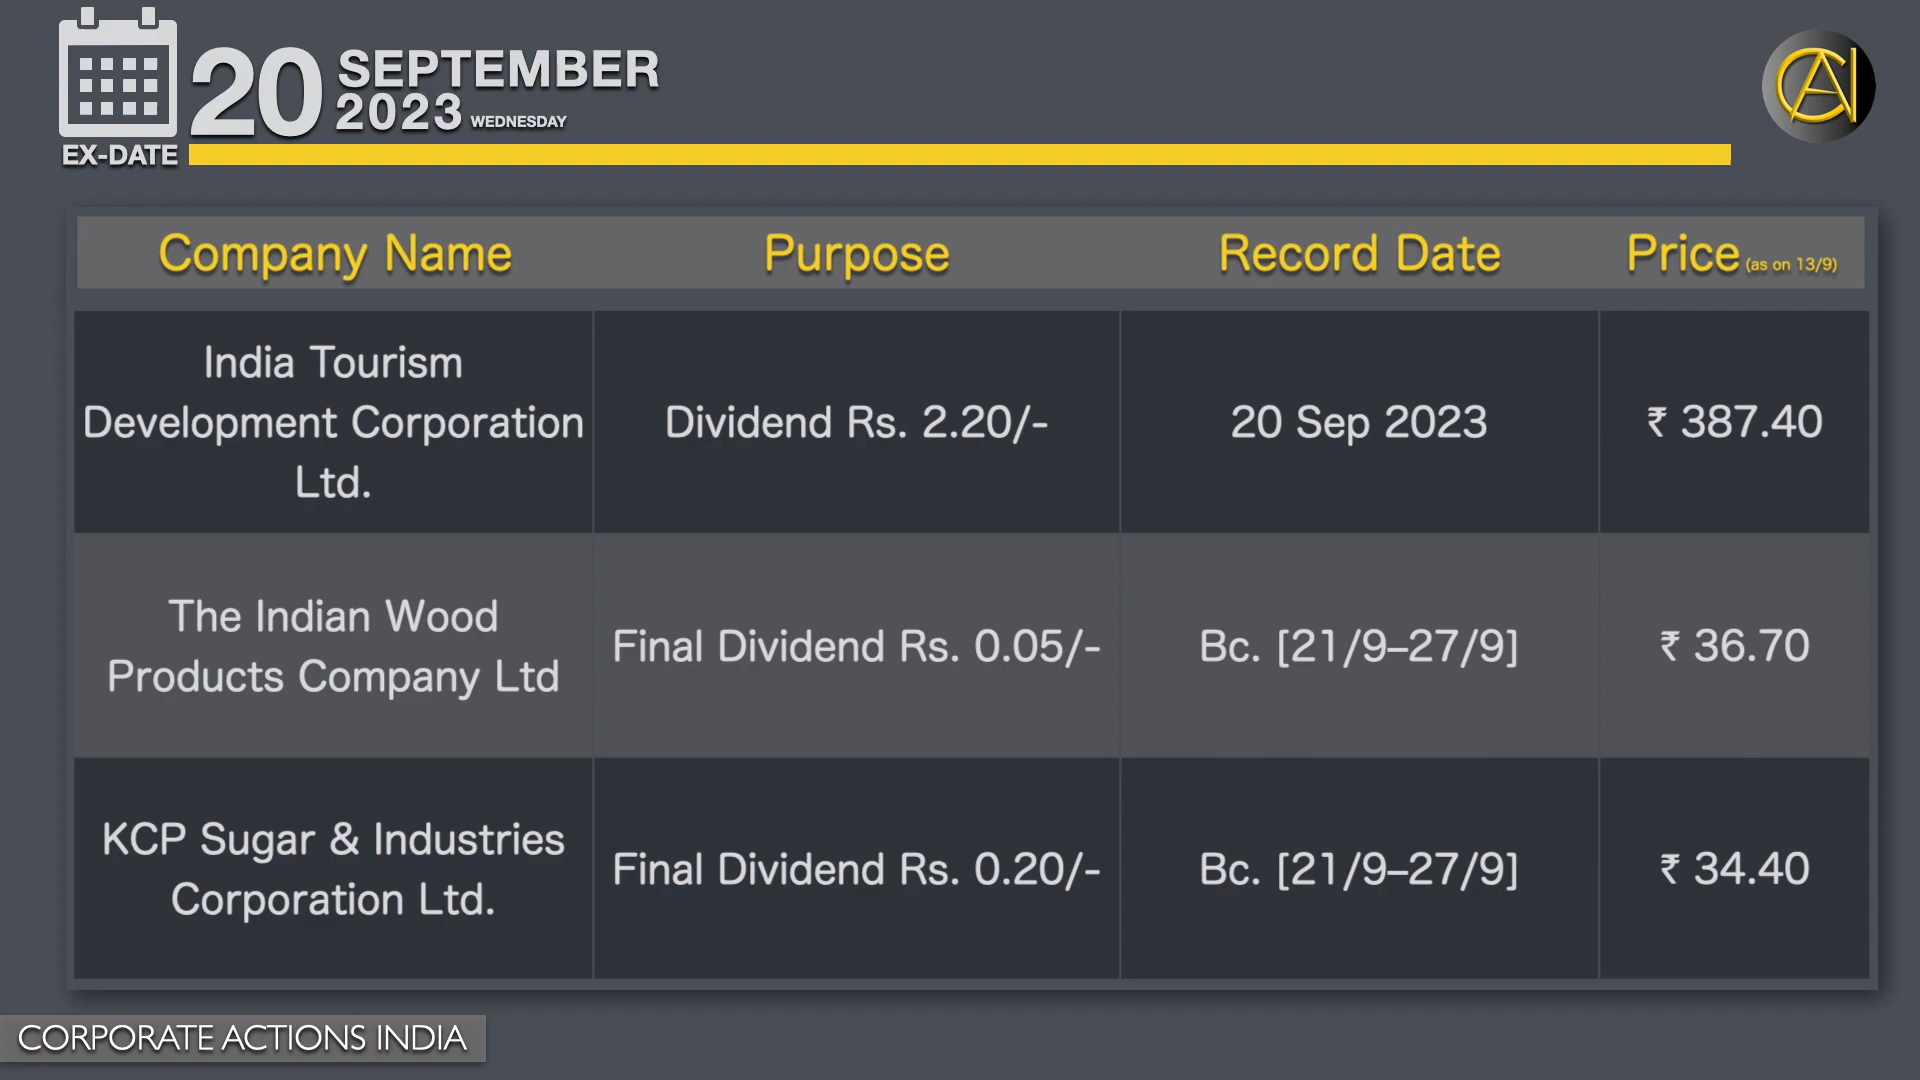 20 SEPTEMBER
2023 WEDNESDAY
EX-DATE
CAI
Company Name Purpose Record Date Price (as on 13/9)
India Tourism
Development Corporation
Ltd.
Dividend Rs. 2.20/- 20 Sep 2023 ₹ 387.40
The Indian Wood
Products Company Ltd
Final Dividend Rs. 0.05/- Bc. [21/9–27/9] ₹ 36.70
KCP Sugar & Industries
Corporation Ltd.
Final Dividend Rs. 0.20/- Bc. [21/9–27/9] ₹ 34.40
CORPORATE ACTIONS INDIA